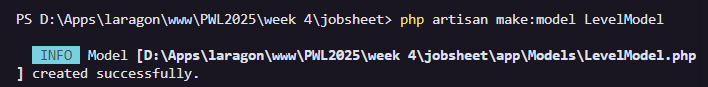 PS D:\Apps\laragon\www\PWL2025\week 4\jobsheet> php artisan make:model LevelModel
INFO Model [D:\Apps\laragon\www\PWL2025\week 4\jobsheet\app\Models\LevelModel.php
] created successfully.